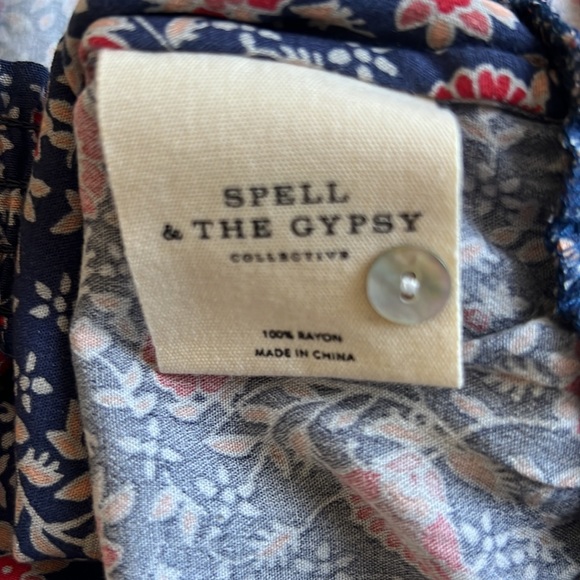 SPELL
& THE GYPSY
COLLECTIVE
100% RAYON
MADE IN CHINA